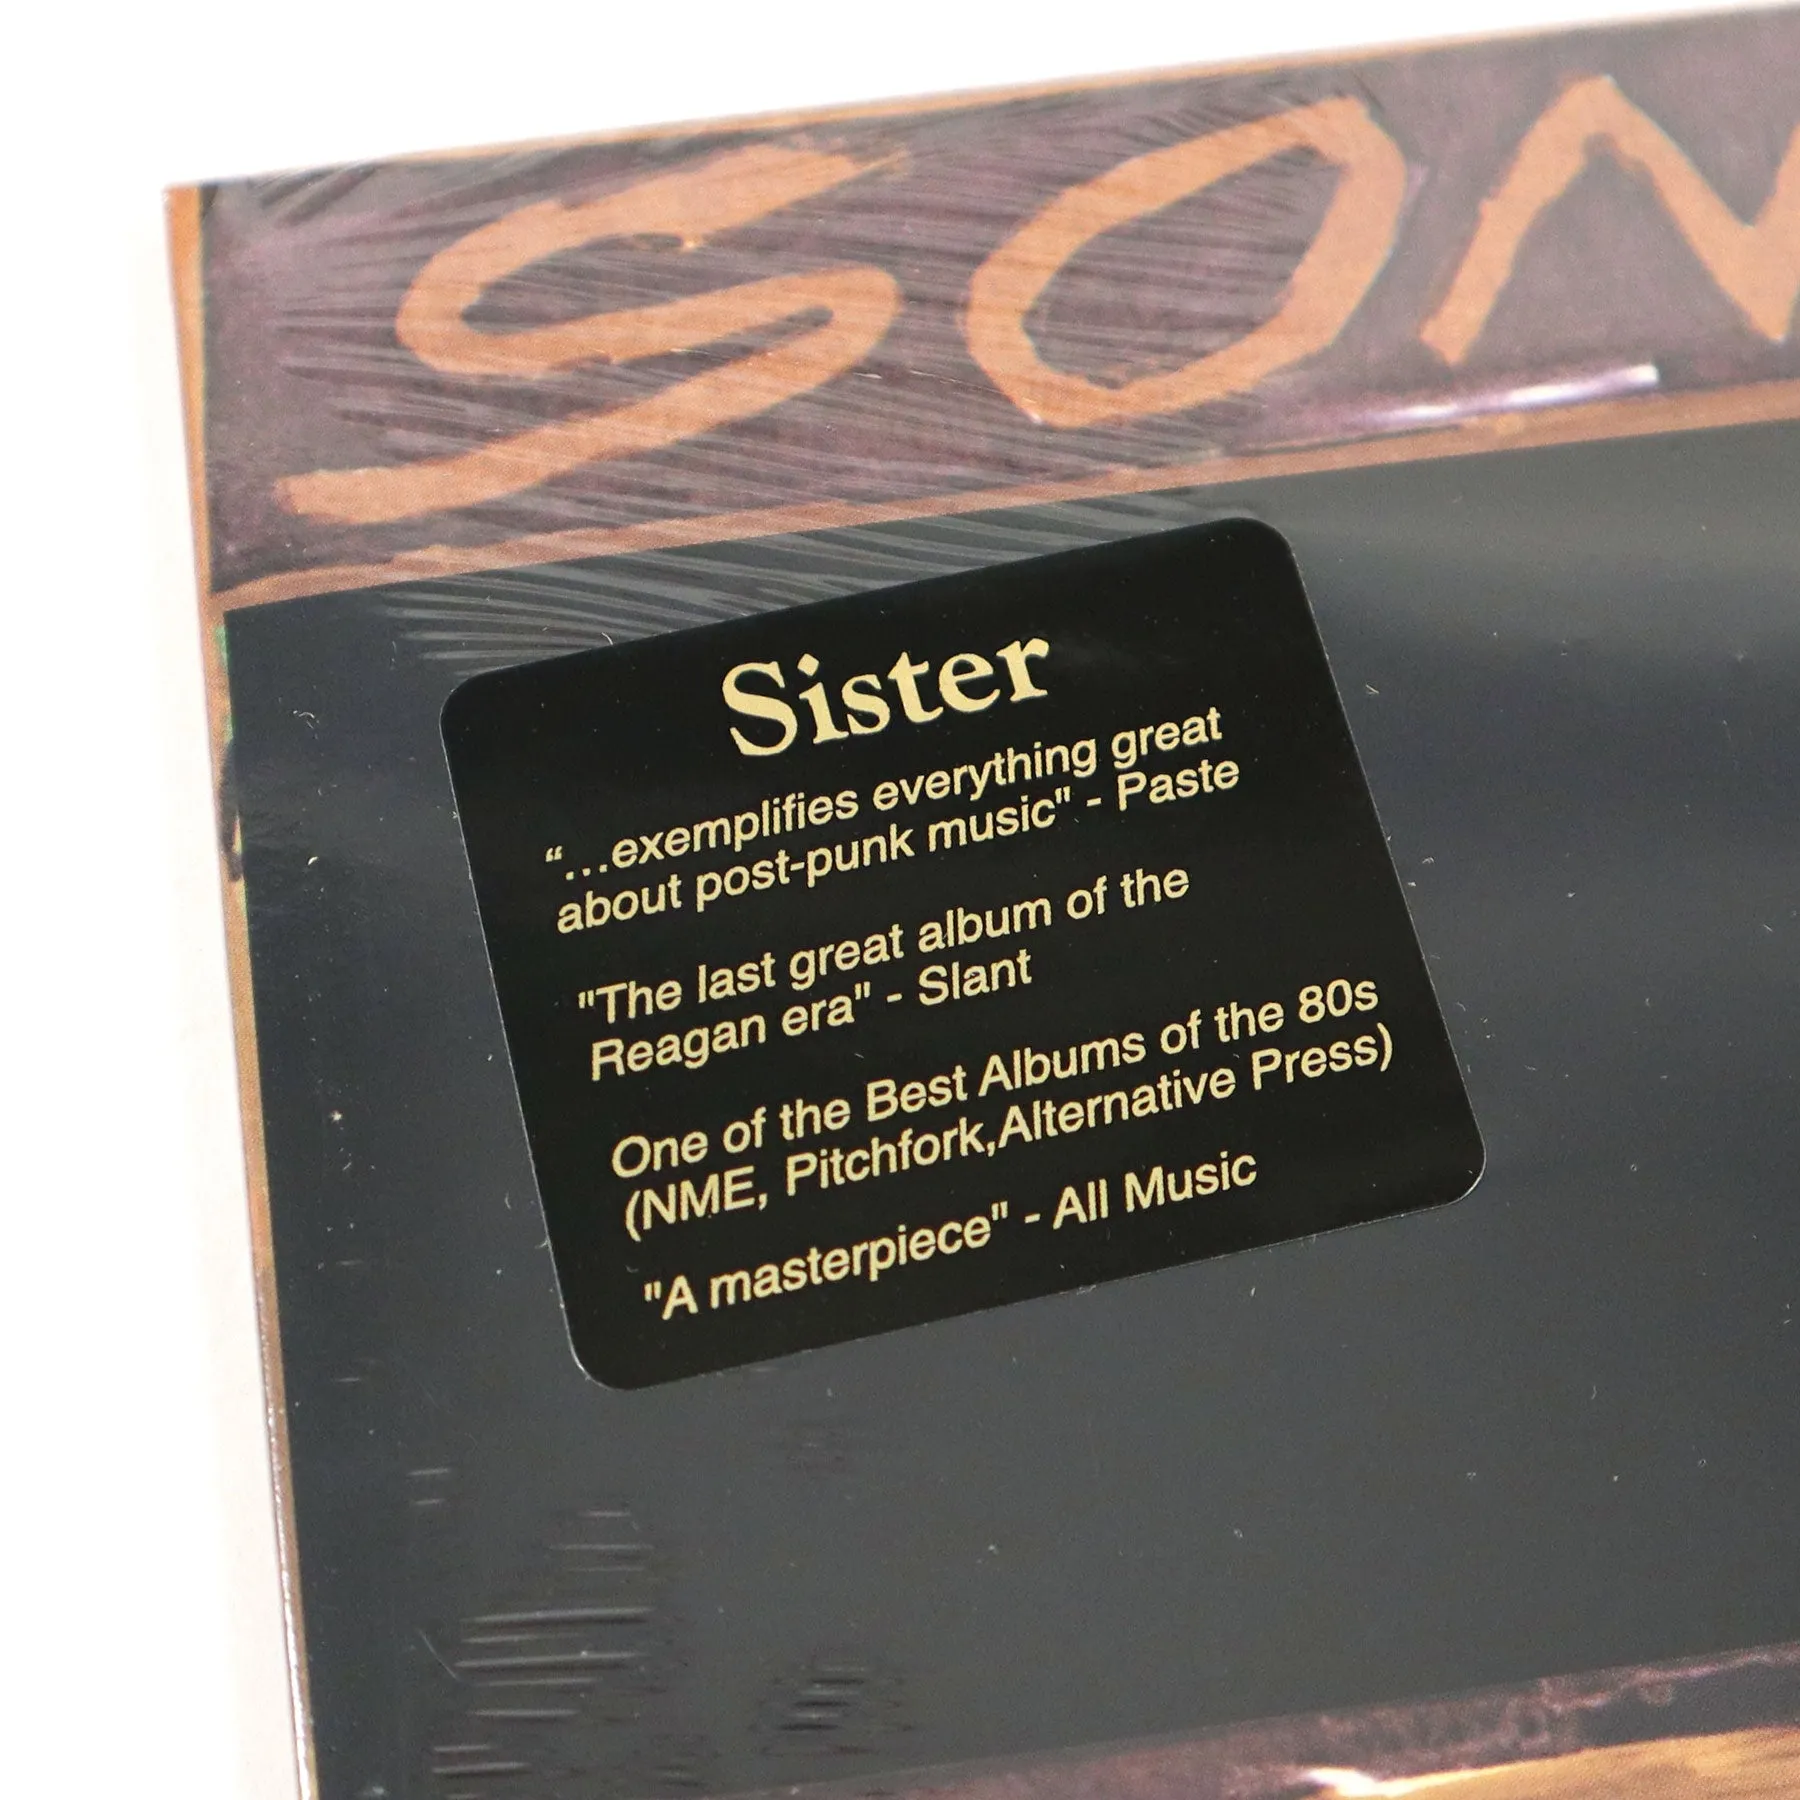 SON
Sister
“...exemplifies everything great
about post-punk music" - Paste
"The last great album of the
Reagan era" - Slant
One of the Best Albums of the 80s
(NME, Pitchfork,Alternative Press)
"A masterpiece" - All Music